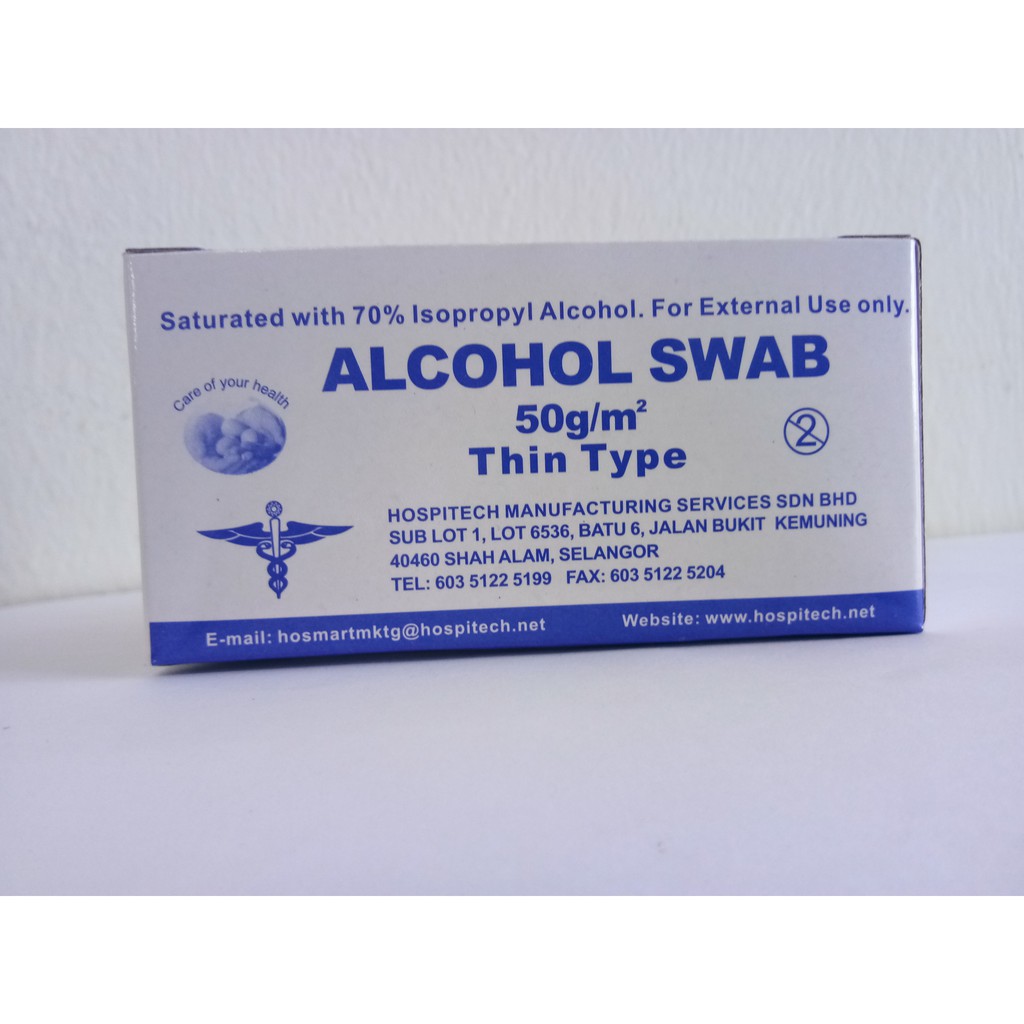 Saturated with 70% Isopropyl Alcohol. For External Use only.
ALCOHOL SWAB
50g/m²
Thin Type
Care of your health
2
HOSPITECH MANUFACTURING SERVICES SDN BHD
SUB LOT 1, LOT 6536, BATU 6, JALAN BUKIT KEMUNING
40460 SHAH ALAM, SELANGOR
TEL: 603 5122 5199 FAX: 603 5122 5204
E-mail: hosmartmktg@hospitech.net
Website: www.hospitech.net